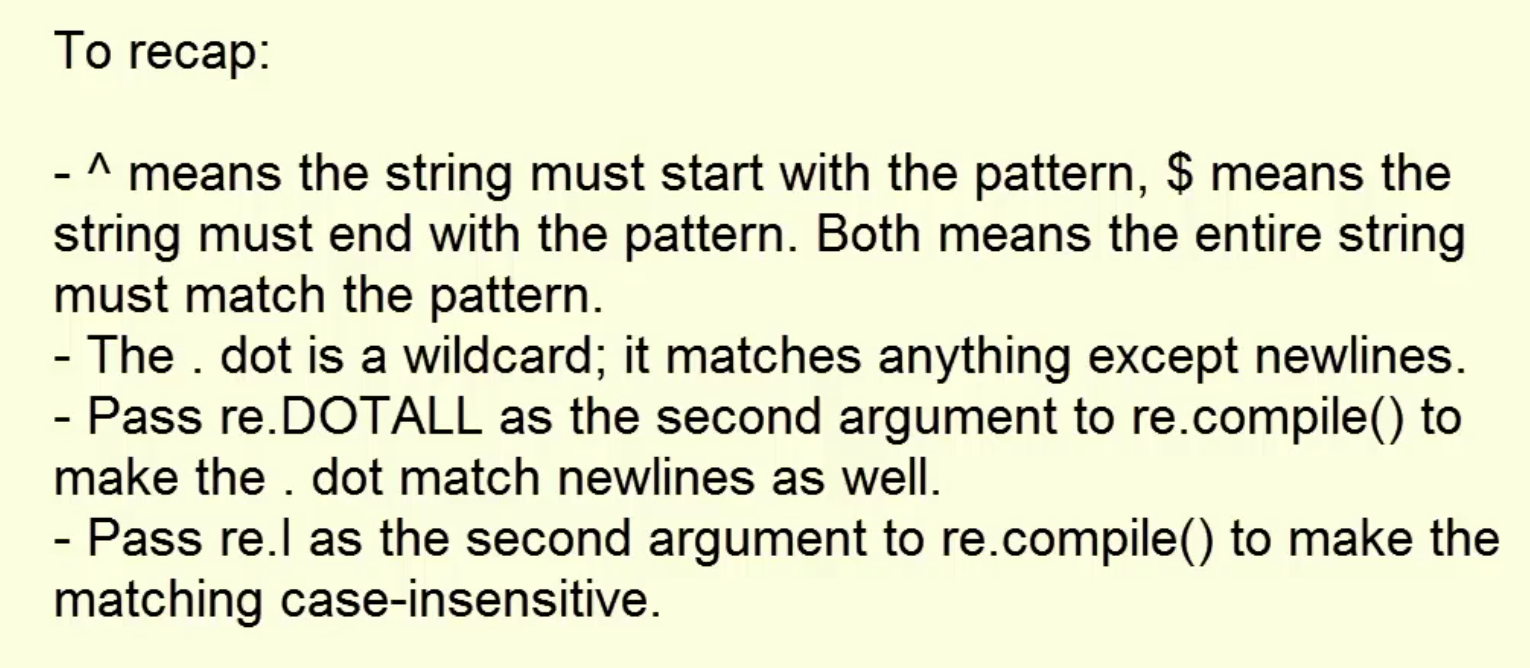 To recap:
- ^ means the string must start with the pattern, $ means the
string must end with the pattern. Both means the entire string
must match the pattern.
- The . dot is a wildcard; it matches anything except newlines.
- Pass re.DOTALL as the second argument to re.compile() to
make the . dot match newlines as well.
- Pass re.I as the second argument to re.compile() to make the
matching case-insensitive.